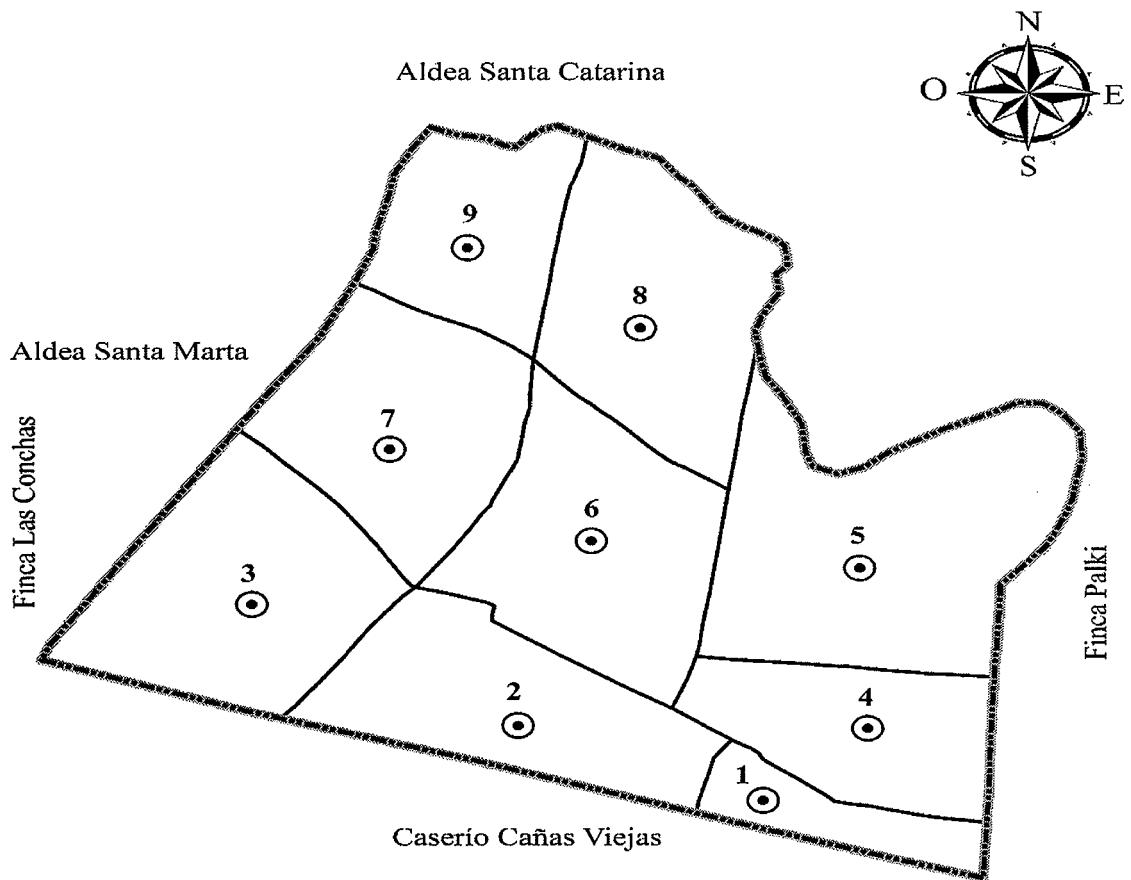 N
Aldea Santa Catarina
O
E
S
9
8
Aldea Santa Marta
7
Finca Las Conchas
6
5
3
Finca Palki
2
4
1
Caserío Cañas Viejas